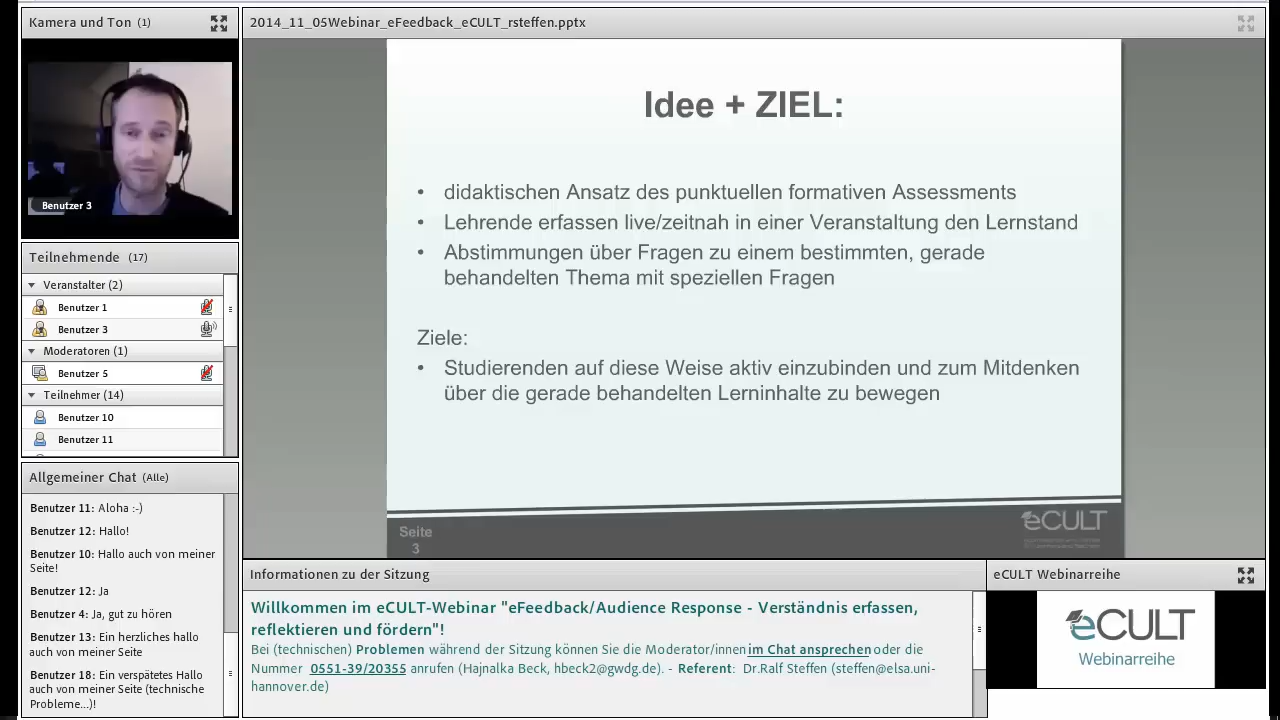 Kamera und Ton (1)
Benutzer 3
Teilnehmende (17)
Veranstalter (2)
Benutzer 1
Benutzer 3
Moderatoren (1)
Benutzer 5
Teilnehmer (14)
Benutzer 10
Benutzer 11
Allgemeiner Chat (Alle)
Benutzer 11: Aloha :-)
Benutzer 12: Hallo!
Benutzer 10: Hallo auch von meiner
Seite!
Benutzer 12: Ja
Benutzer 4: Ja, gut zu hören
Benutzer 13: Ein herzliches hallo
auch von meiner Seite
Benutzer 18: Ein verspätetes Hallo
auch von meiner Seite (technische
Probleme...)!
2014_11_05Webinar_eFeedback_eCULT_rsteffen.pptx
Idee + ZIEL:
• didaktischen Ansatz des punktuellen formativen Assessments
• Lehrende erfassen live/zeitnah in einer Veranstaltung den Lernstand
• Abstimmungen über Fragen zu einem bestimmten, gerade
behandelten Thema mit speziellen Fragen
Ziele:
• Studierenden auf diese Weise aktiv einzubinden und zum Mitdenken
über die gerade behandelten Lerninhalte zu bewegen
Seite
3
eCULT
Informationen zu der Sitzung
Willkommen im eCULT-Webinar "eFeedback/Audience Response - Verständnis erfassen,
reflektieren und fördern"!
Bei (technischen) Problemen während der Sitzung können Sie die Moderator/innen im Chat ansprechen oder die
Nummer 0551-39/20355 anrufen (Hajnalka Beck, hbeck2@gwdg.de). - Referent: Dr.Ralf Steffen (steffen@elsa.uni-
hannover.de)
eCULT Webinarreihe
eCULT
Webinarreihe